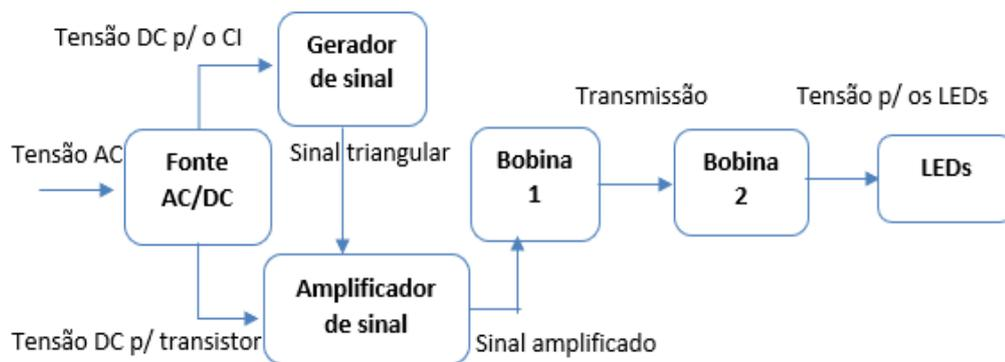 Tensão DC p/ o CI
Gerador
de sinal
Transmissão
Tensão p/ os LEDs
Tensão AC
Fonte
AC/DC
Sinal triangular
Bobina
1
Bobina
2
LEDs
Amplificador
de sinal
Tensão DC p/ transistor
Sinal amplificado